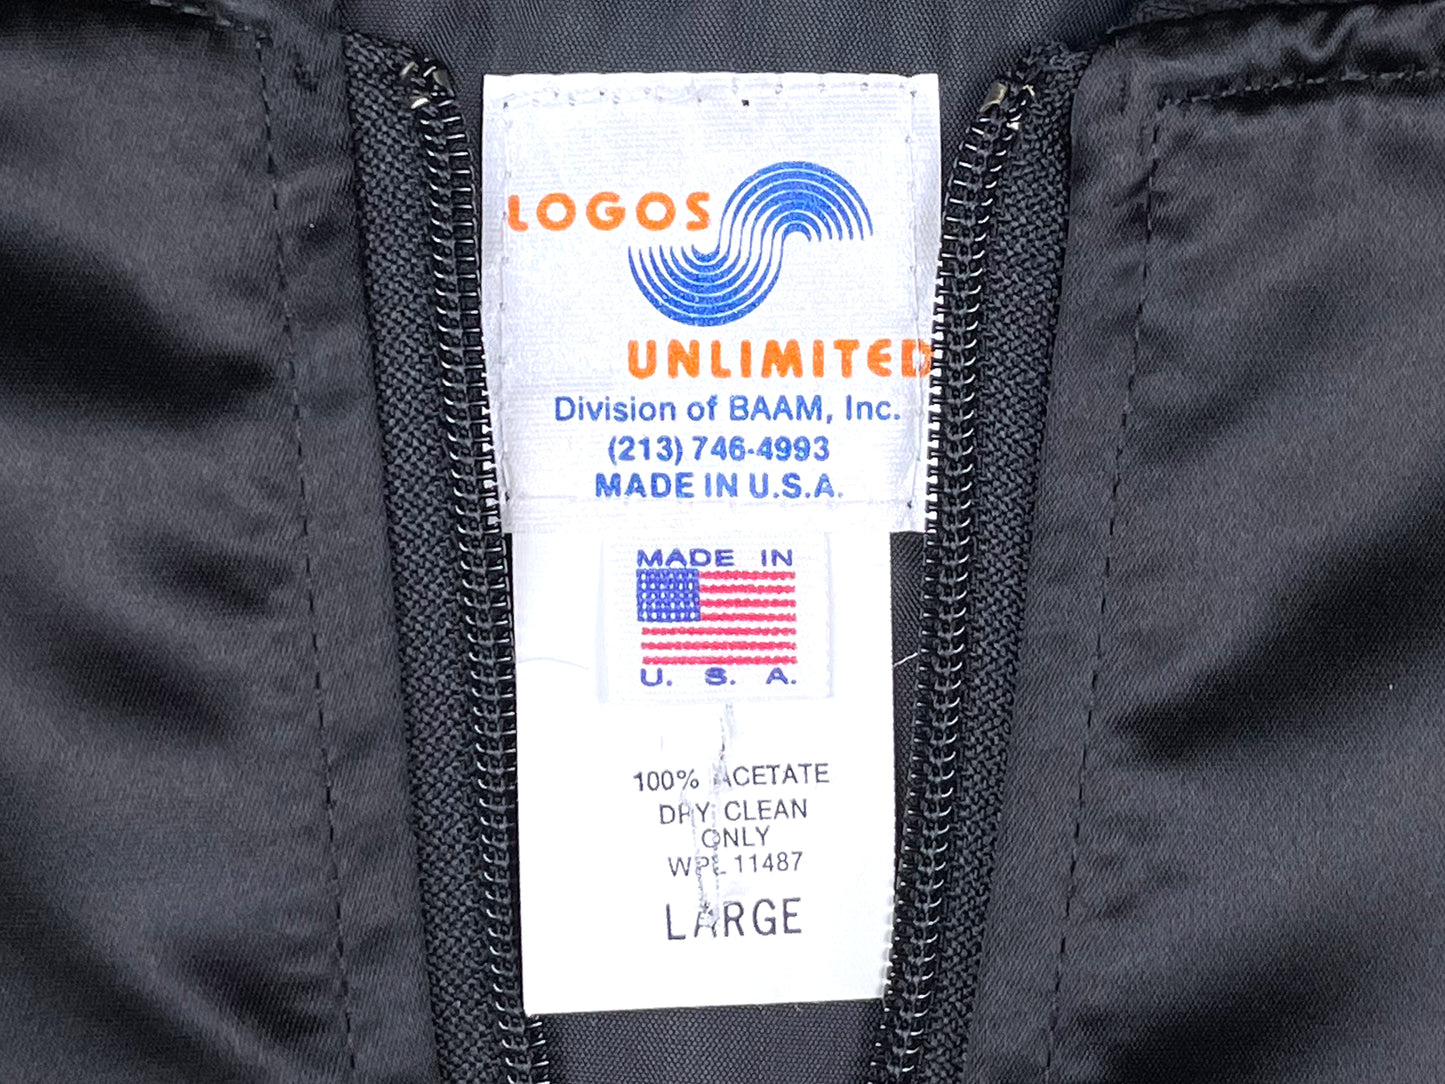 LOGOS
UNLIMITED
Division of BAAM, Inc.
(213) 746-4993
MADE IN U.S.A.
MADE IN
U. S. A.
100% ACETATE
DRY CLEAN
ONLY
WPL 11487
LARGE